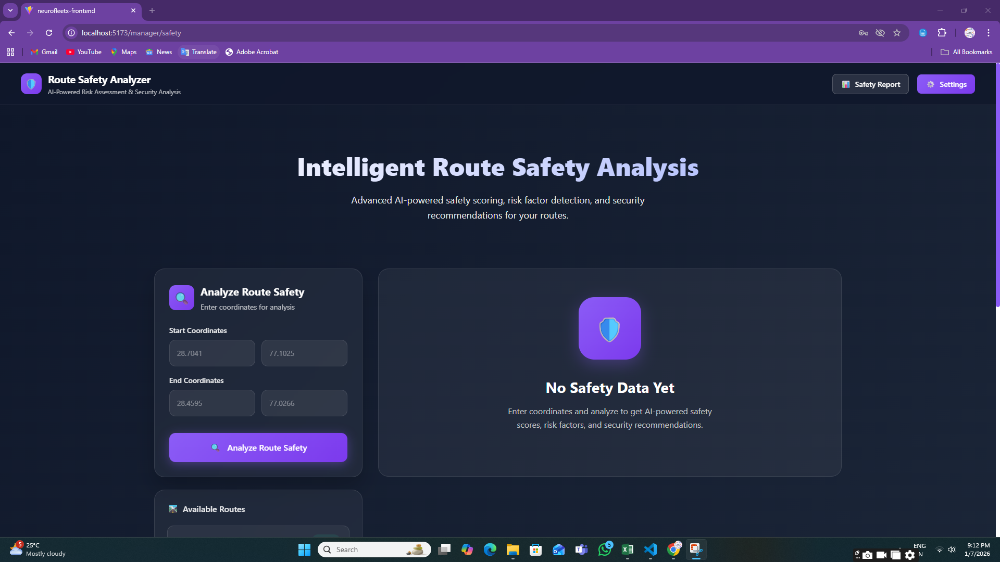 neurofleetx-frontend
localhost:5173/manager/safety
Gmail
YouTube
Maps
News
Translate
Adobe Acrobat
All Bookmarks
Route Safety Analyzer
AI-Powered Risk Assessment & Security Analysis
Safety Report
Settings
Intelligent Route Safety Analysis
Advanced AI-powered safety scoring, risk factor detection, and security
recommendations for your routes.
Analyze Route Safety
Enter coordinates for analysis
Start Coordinates
28.7041
77.1025
End Coordinates
28.4595
77.0266
Analyze Route Safety
No Safety Data Yet
Enter coordinates and analyze to get AI-powered safety
scores, risk factors, and security recommendations.
Available Routes
5
25°C
Mostly cloudy
Search
5
ENG
N
9:12 PM
1/7/2026